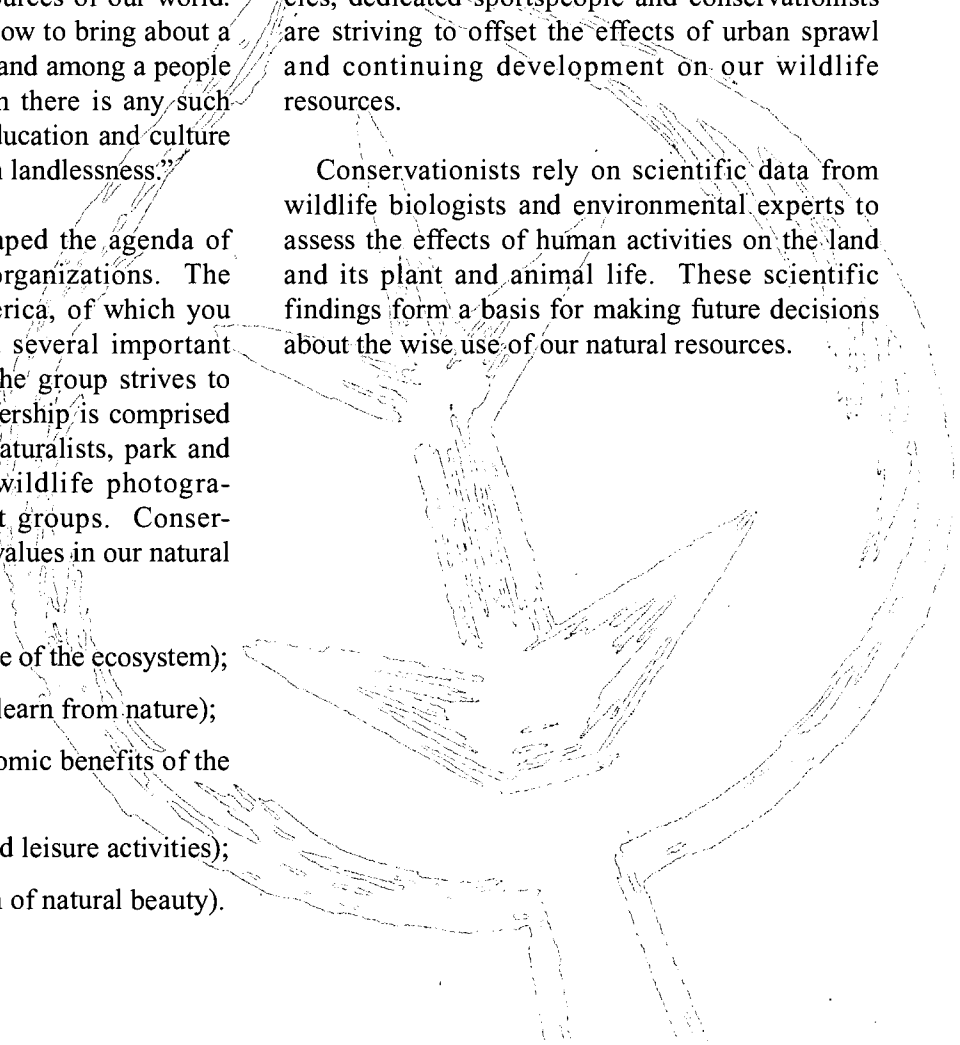 ources of our world.
ow to bring about a
and among a people
n there is any such
ducation and culture
landlessness.”
aped the agenda of
organizations. The
erica, of which you
several important
he group strives to
ership is comprised
aturalists, park and
wildlife photogra-
t groups. Conser-
values in our natural
e of the ecosystem);
learn from nature);
omic benefits of the
d leisure activities);
of natural beauty).
cies, dedicated sportspeople and conservationists
are striving to offset the effects of urban sprawl
and continuing development on our wildlife
resources.
Conservationists rely on scientific data from
wildlife biologists and environmental experts to
assess the effects of human activities on the land
and its plant and animal life. These scientific
findings form a basis for making future decisions
about the wise use of our natural resources.